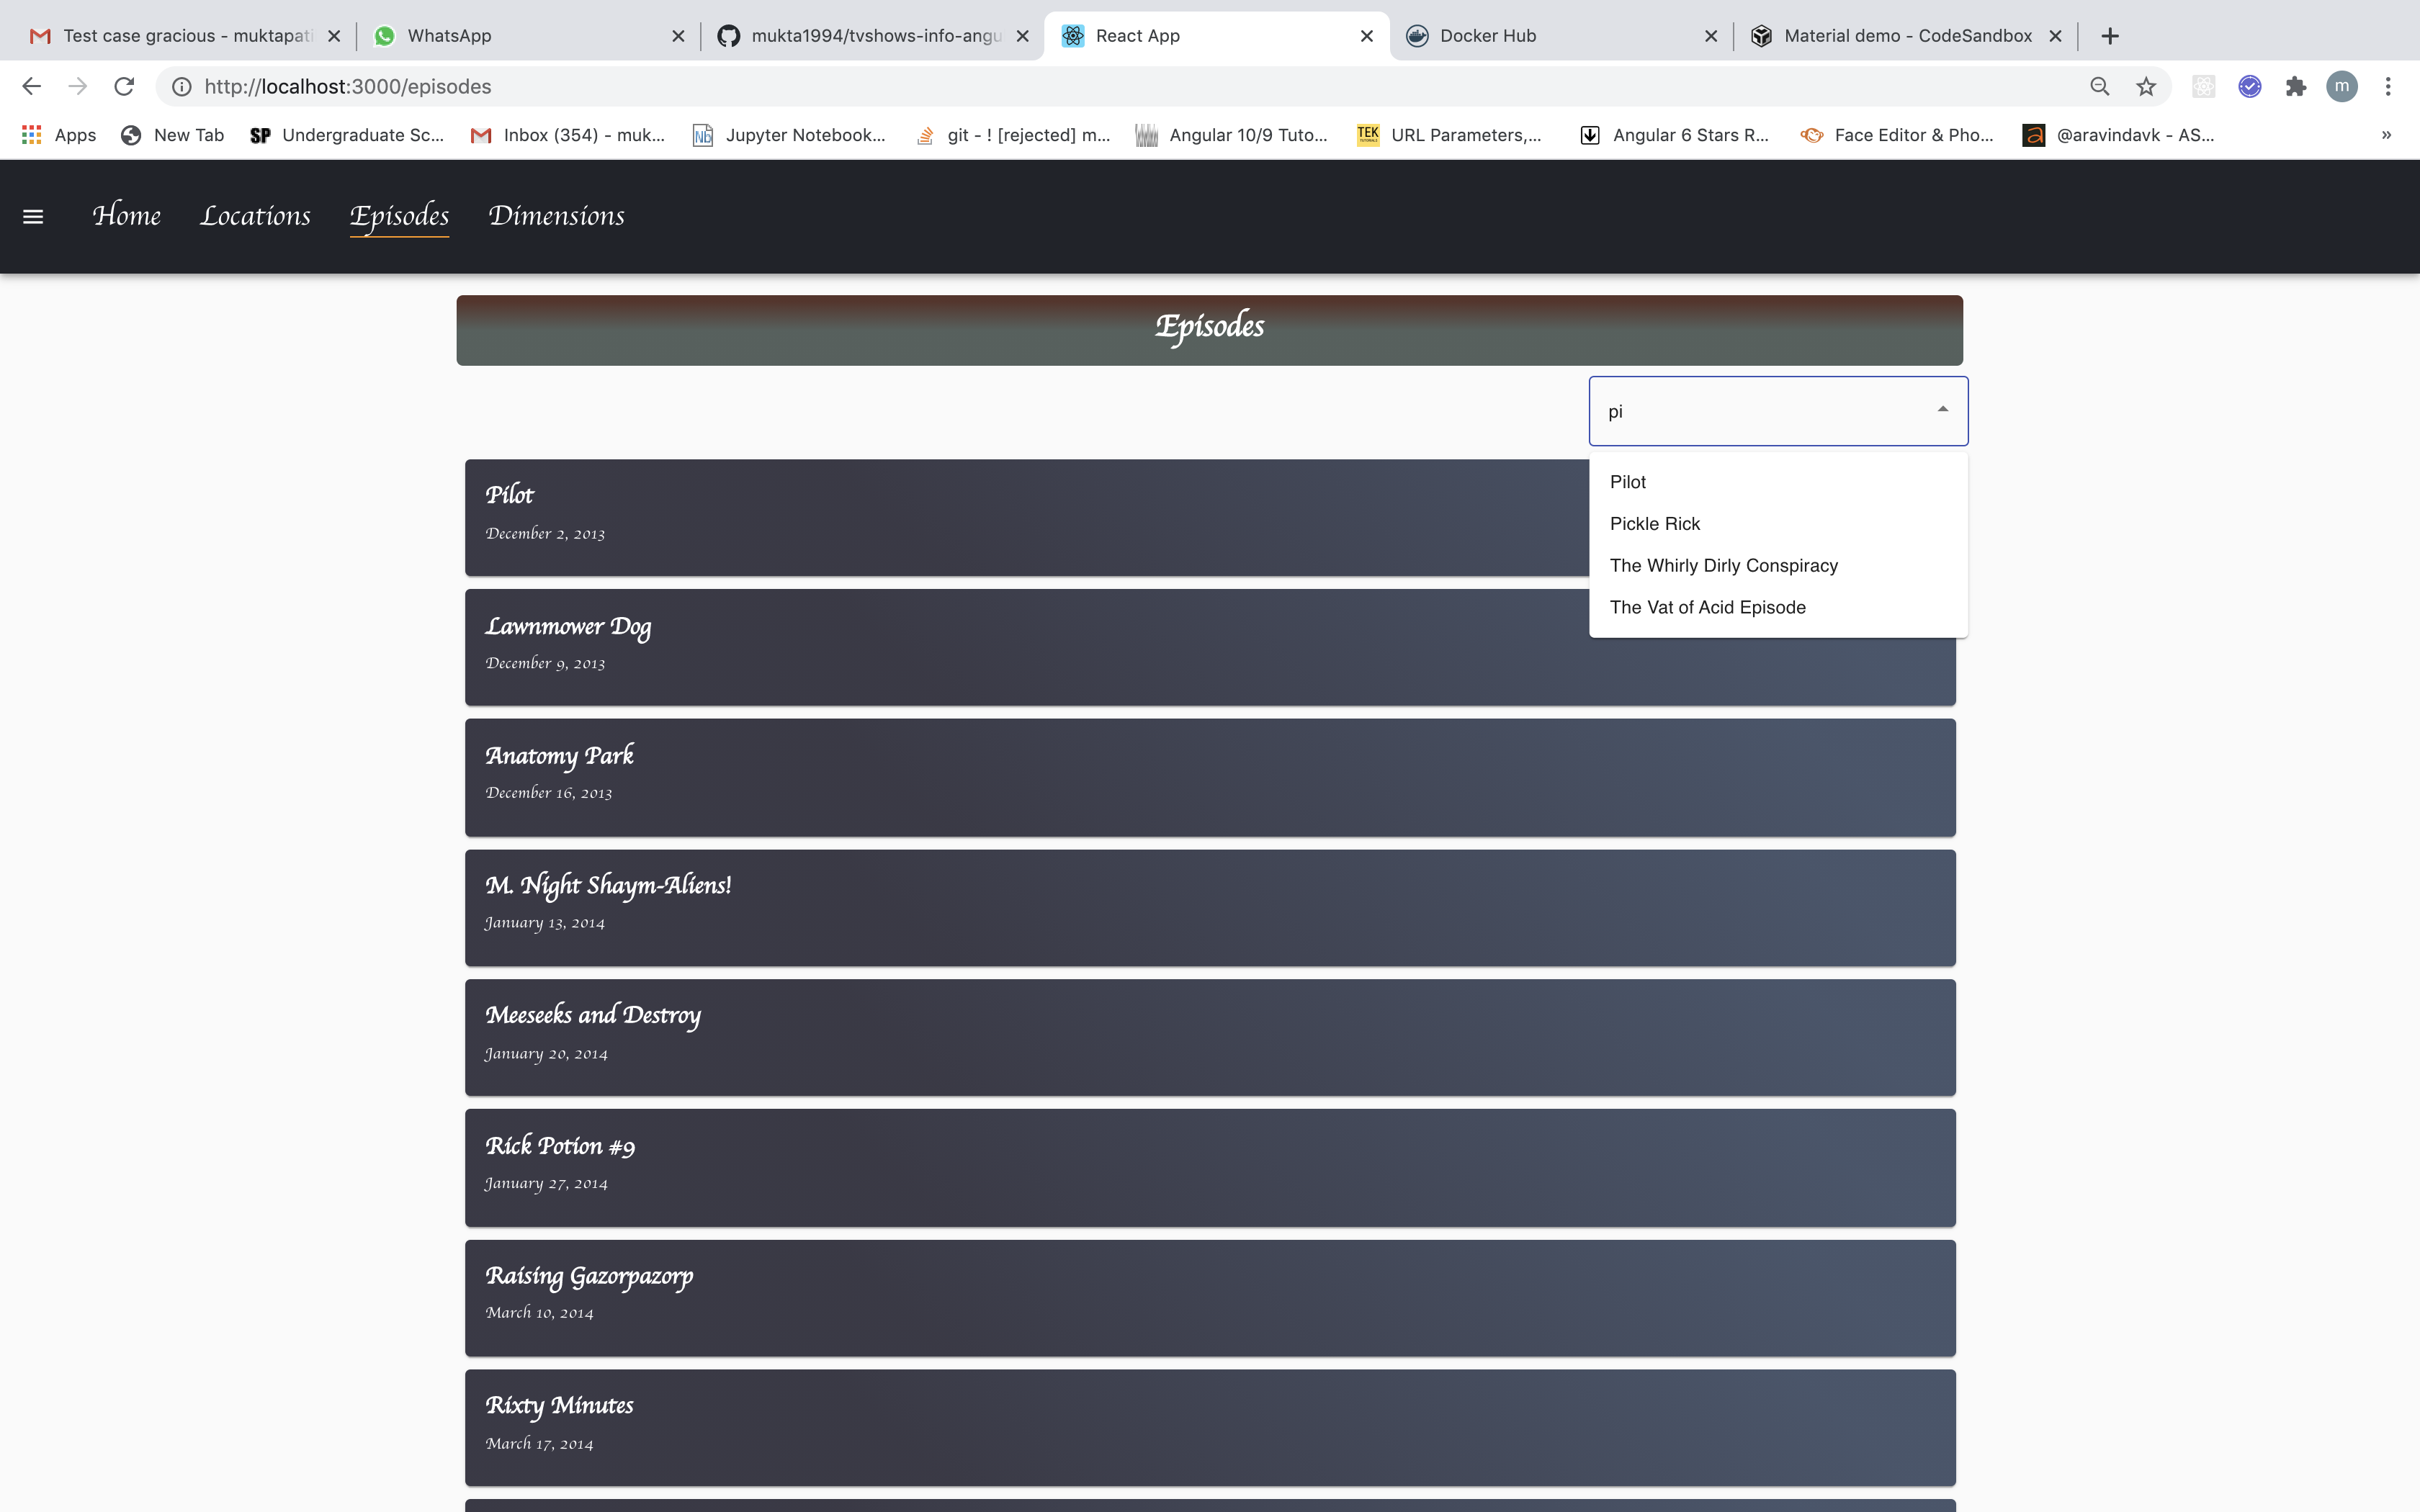 Test case gracious - muktapati
WhatsApp
mukta1994/tvshows-info-angu
React App
Docker Hub
Material demo - CodeSandbox
http://localhost:3000/episodes
m
Apps
New Tab
SP Undergraduate Sc...
Inbox (354) - muk...
Nb Jupyter Notebook...
git - ! [rejected] m...
Angular 10/9 Tuto...
TEK URL Parameters,...
Angular 6 Stars R...
Face Editor & Pho...
@aravindavk - AS...
»
Home Locations Episodes Dimensions
Episodes
pi
Pilot
Pickle Rick
The Whirly Dirly Conspiracy
The Vat of Acid Episode
Pilot
December 2, 2013
Lawnmower Dog
December 9, 2013
Anatomy Park
December 16, 2013
M. Night Shaym-Aliens!
January 13, 2014
Meeseeks and Destroy
January 20, 2014
Rick Potion #9
January 27, 2014
Raising Gazorpazorp
March 10, 2014
Rixty Minutes
March 17, 2014